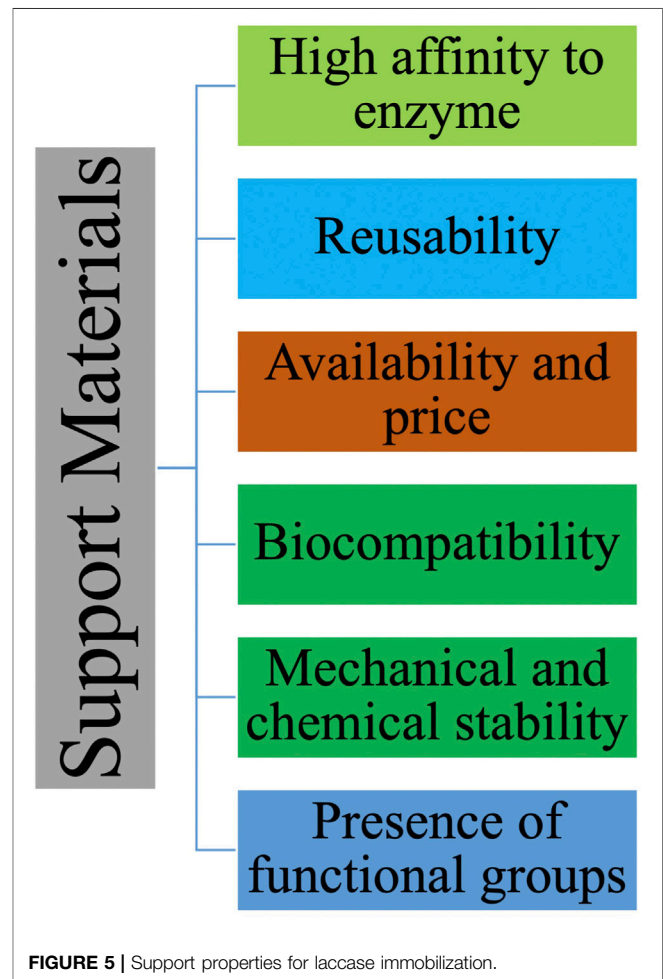 Support Materials
High affinity to
enzyme
Reusability
Availability and
price
Biocompatibility
Mechanical and
chemical stability
Presence of
functional groups
FIGURE 5 | Support properties for laccase immobilization.